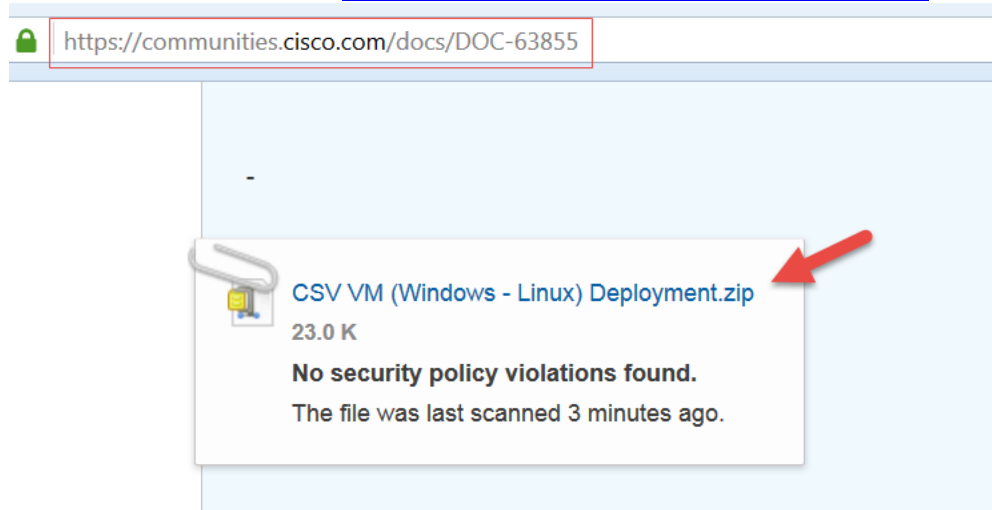 https://communities.cisco.com/docs/DOC-63855
-
CSV VM (Windows - Linux) Deployment.zip
23.0 K
No security policy violations found.
The file was last scanned 3 minutes ago.